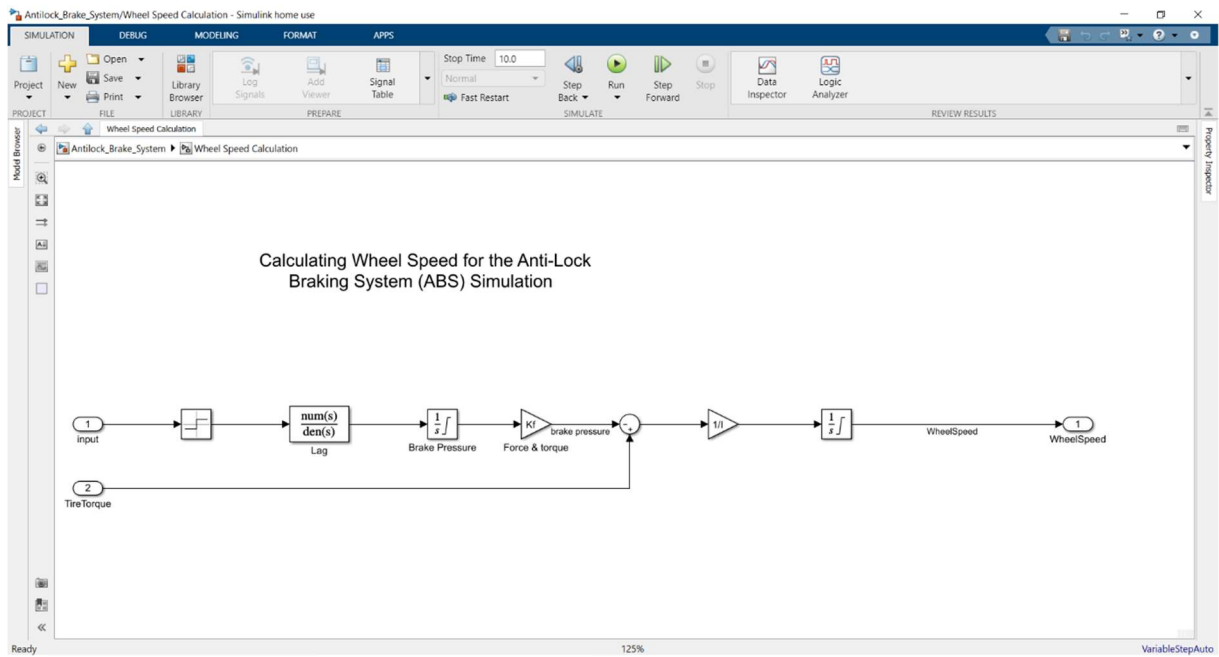 Antilock_Brake_System/Wheel Speed Calculation - Simulink home use
SIMULATION DEBUG MODELING FORMAT APPS
Project
New
Open
Save
Print
Library
Browser
Log
Signals
Add
Viewer
Signal
Table
Stop Time 10.0
Normal
Fast Restart
Step
Back
Run
Step
Forward
Stop
Data
Inspector
Logic
Analyzer
PROJECT FILE LIBRARY PREPARE SIMULATE REVIEW RESULTS
Model Browser
Wheel Speed Calculation
Antilock_Brake_System Wheel Speed Calculation
Property Inspector
Calculating Wheel Speed for the Anti-Lock
Braking System (ABS) Simulation
1
input
num(s)
den(s)
Lag
1
s
Brake Pressure
Kf
Force & torque
brake pressure
1/I
1
s
WheelSpeed
1
WheelSpeed
2
TireTorque
Ready 125% VariableStepAuto